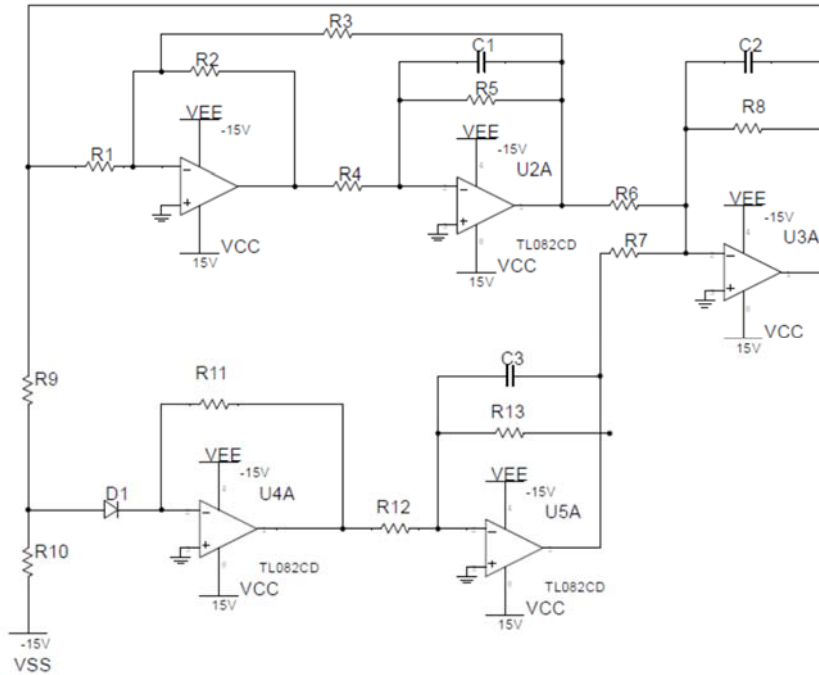 R3
R2
C1
C2
R5
R8
VEE
-15V
VEE
-15V
U2A
R1
R4
R6
VEE
-15V
U3A
R7
VCC
15V
TL082CD
VCC
15V
VCC
15V
R9
R11
C3
R13
VEE
-15V
VEE
-15V
D1
U4A
R12
U5A
R10
TL082CD
VCC
15V
TL082CD
VCC
15V
-15V
VSS